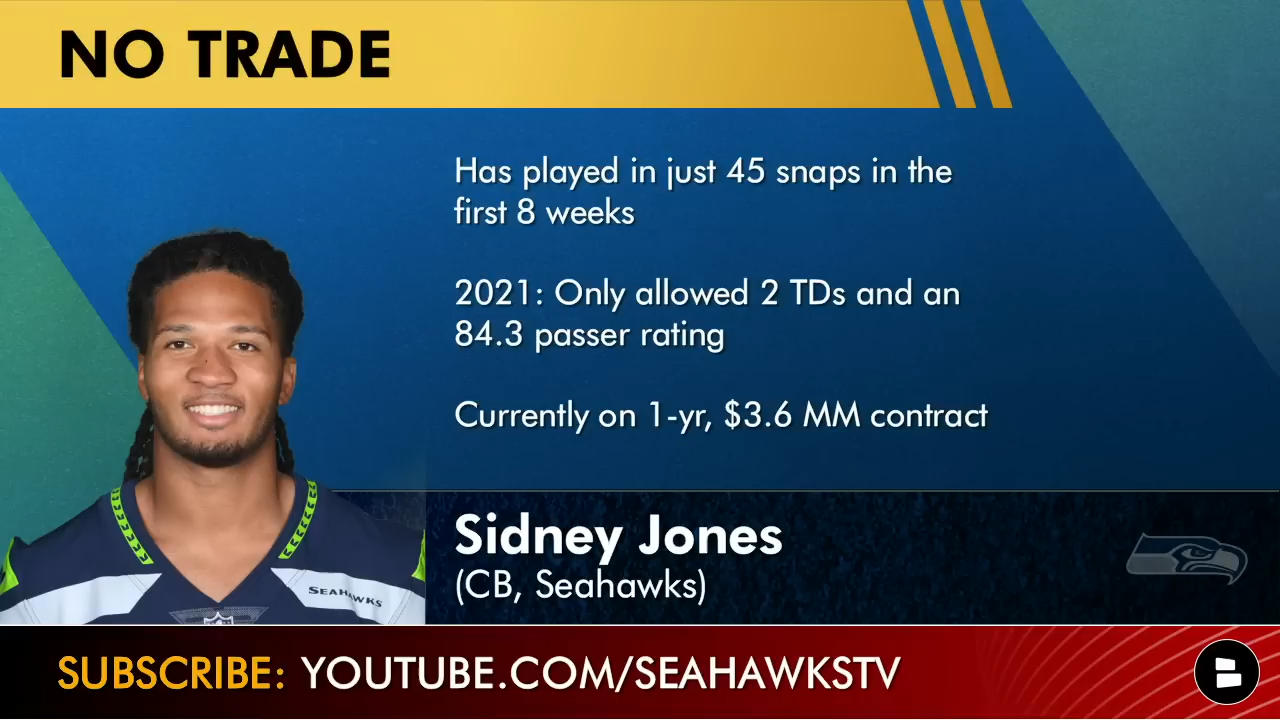 NO TRADE
Has played in just 45 snaps in the
first 8 weeks
2021: Only allowed 2 TDs and an
84.3 passer rating
Currently on 1-yr, $3.6 MM contract
Sidney Jones
(CB, Seahawks)
SEAHAWKS
SUBSCRIBE: YOUTUBE.COM/SEAHAWKSTV